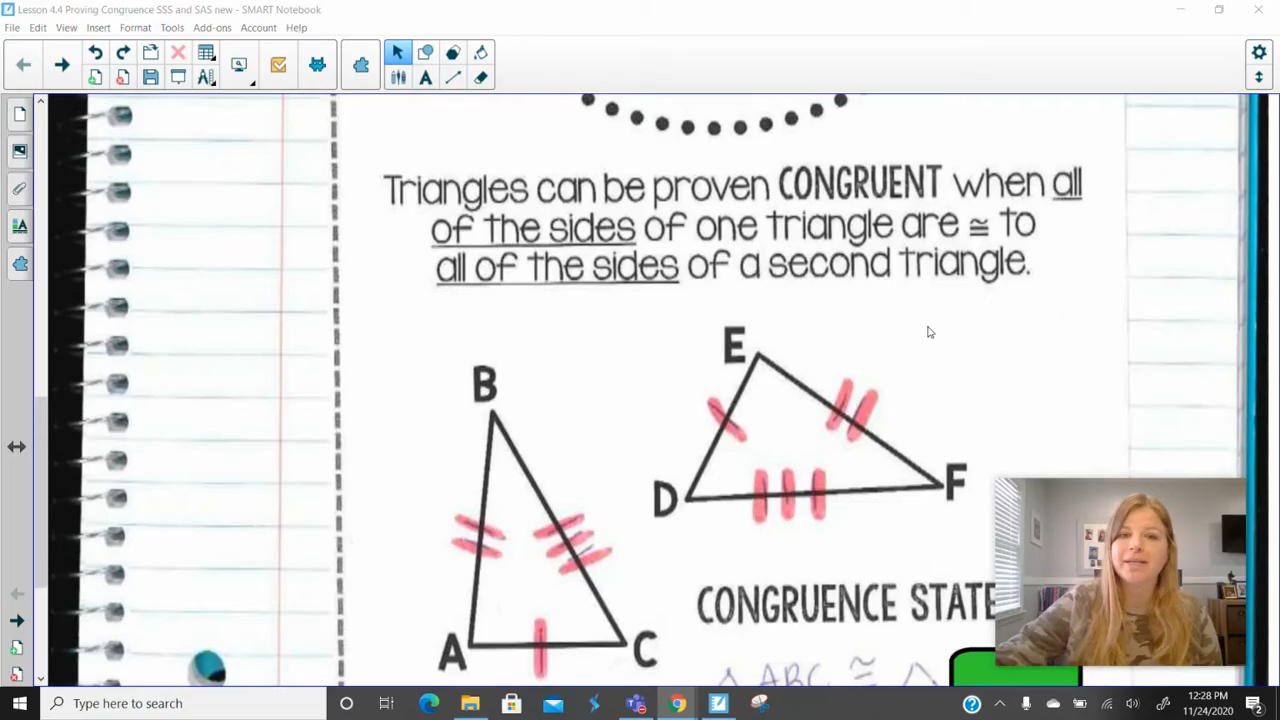 Lesson 4.4 Proving Congruence SSS and SAS new - SMART Notebook
File Edit View Insert Format Tools Add-ons Account Help
Triangles can be proven CONGRUENT when all
of the sides of one triangle are ≅ to
all of the sides of a second triangle.
E
B
D
F
A
C
CONGRUENCE STATE
△ ABC ≅ △
Type here to search
12:28 PM
11/24/2020
2